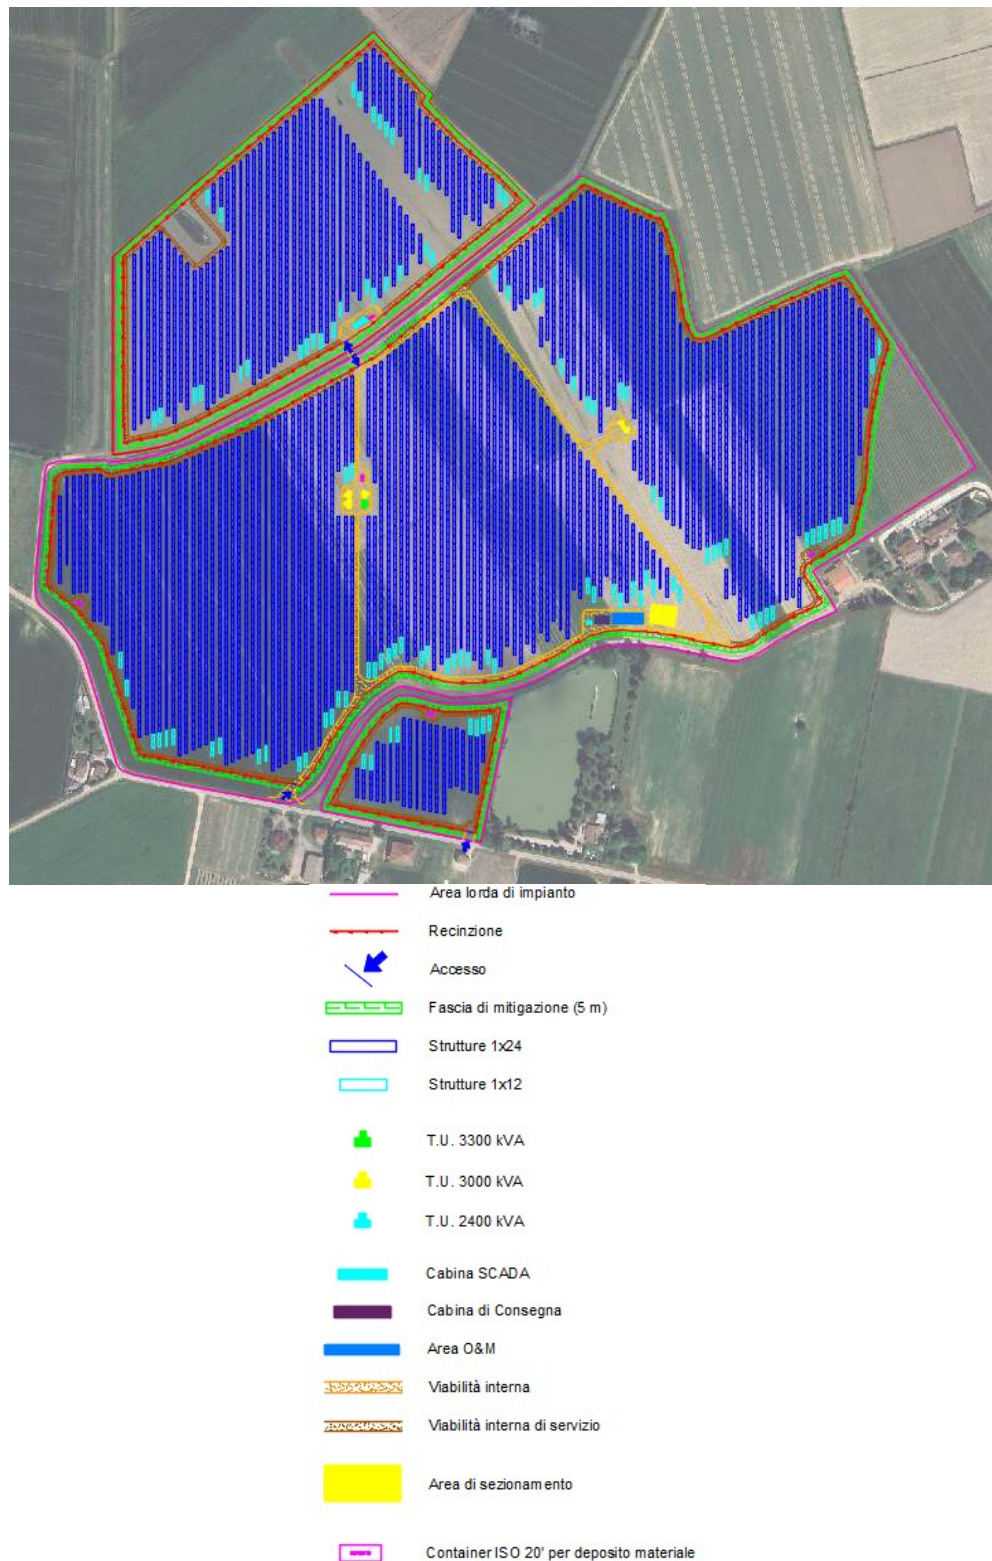 Area lorda di impianto
Recinzione
Accesso
Fascia di mitigazione (5 m)
Strutture 1x24
Strutture 1x12
T.U. 3300 kVA
T.U. 3000 kVA
T.U. 2400 kVA
Cabina SCADA
Cabina di Consegna
Area O&M
Viabilità interna
Viabilità interna di servizio
Area di sezionamento
Container ISO 20' per deposito materiale